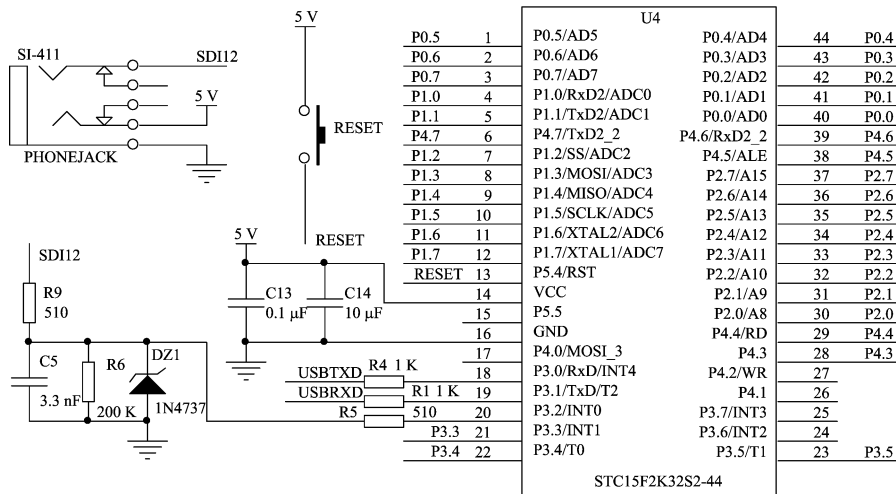 SI-411
SDI12
5 V
PHONEJACK
5 V
RESET
RESET
SDI12
R9
510
C5
3.3 nF
R6
200 K
DZ1
1N4737
5 V
C13
0.1 μF
C14
10 μF
USBTXD R4 1 K
USBRXD R1 1 K
R5 510
U4
P0.5 1 P0.5/AD5 P0.4/AD4 44 P0.4
P0.6 2 P0.6/AD6 P0.3/AD3 43 P0.3
P0.7 3 P0.7/AD7 P0.2/AD2 42 P0.2
P1.0 4 P1.0/RxD2/ADC0 P0.1/AD1 41 P0.1
P1.1 5 P1.1/TxD2/ADC1 P0.0/AD0 40 P0.0
P4.7 6 P4.7/TxD2_2 P4.6/RxD2_2 39 P4.6
P1.2 7 P1.2/SS/ADC2 P4.5/ALE 38 P4.5
P1.3 8 P1.3/MOSI/ADC3 P2.7/A15 37 P2.7
P1.4 9 P1.4/MISO/ADC4 P2.6/A14 36 P2.6
P1.5 10 P1.5/SCLK/ADC5 P2.5/A13 35 P2.5
P1.6 11 P1.6/XTAL2/ADC6 P2.4/A12 34 P2.4
P1.7 12 P1.7/XTAL1/ADC7 P2.3/A11 33 P2.3
RESET 13 P5.4/RST P2.2/A10 32 P2.2
14 VCC P2.1/A9 31 P2.1
15 P5.5 P2.0/A8 30 P2.0
16 GND P4.4/RD 29 P4.4
17 P4.0/MOSI_3 P4.3 28 P4.3
18 P3.0/RxD/INT4 P4.2/WR 27
19 P3.1/TxD/T2 P4.1 26
20 P3.2/INT0 P3.7/INT3 25
P3.3 21 P3.3/INT1 P3.6/INT2 24
P3.4 22 P3.4/T0 P3.5/T1 23 P3.5
STC15F2K32S2-44